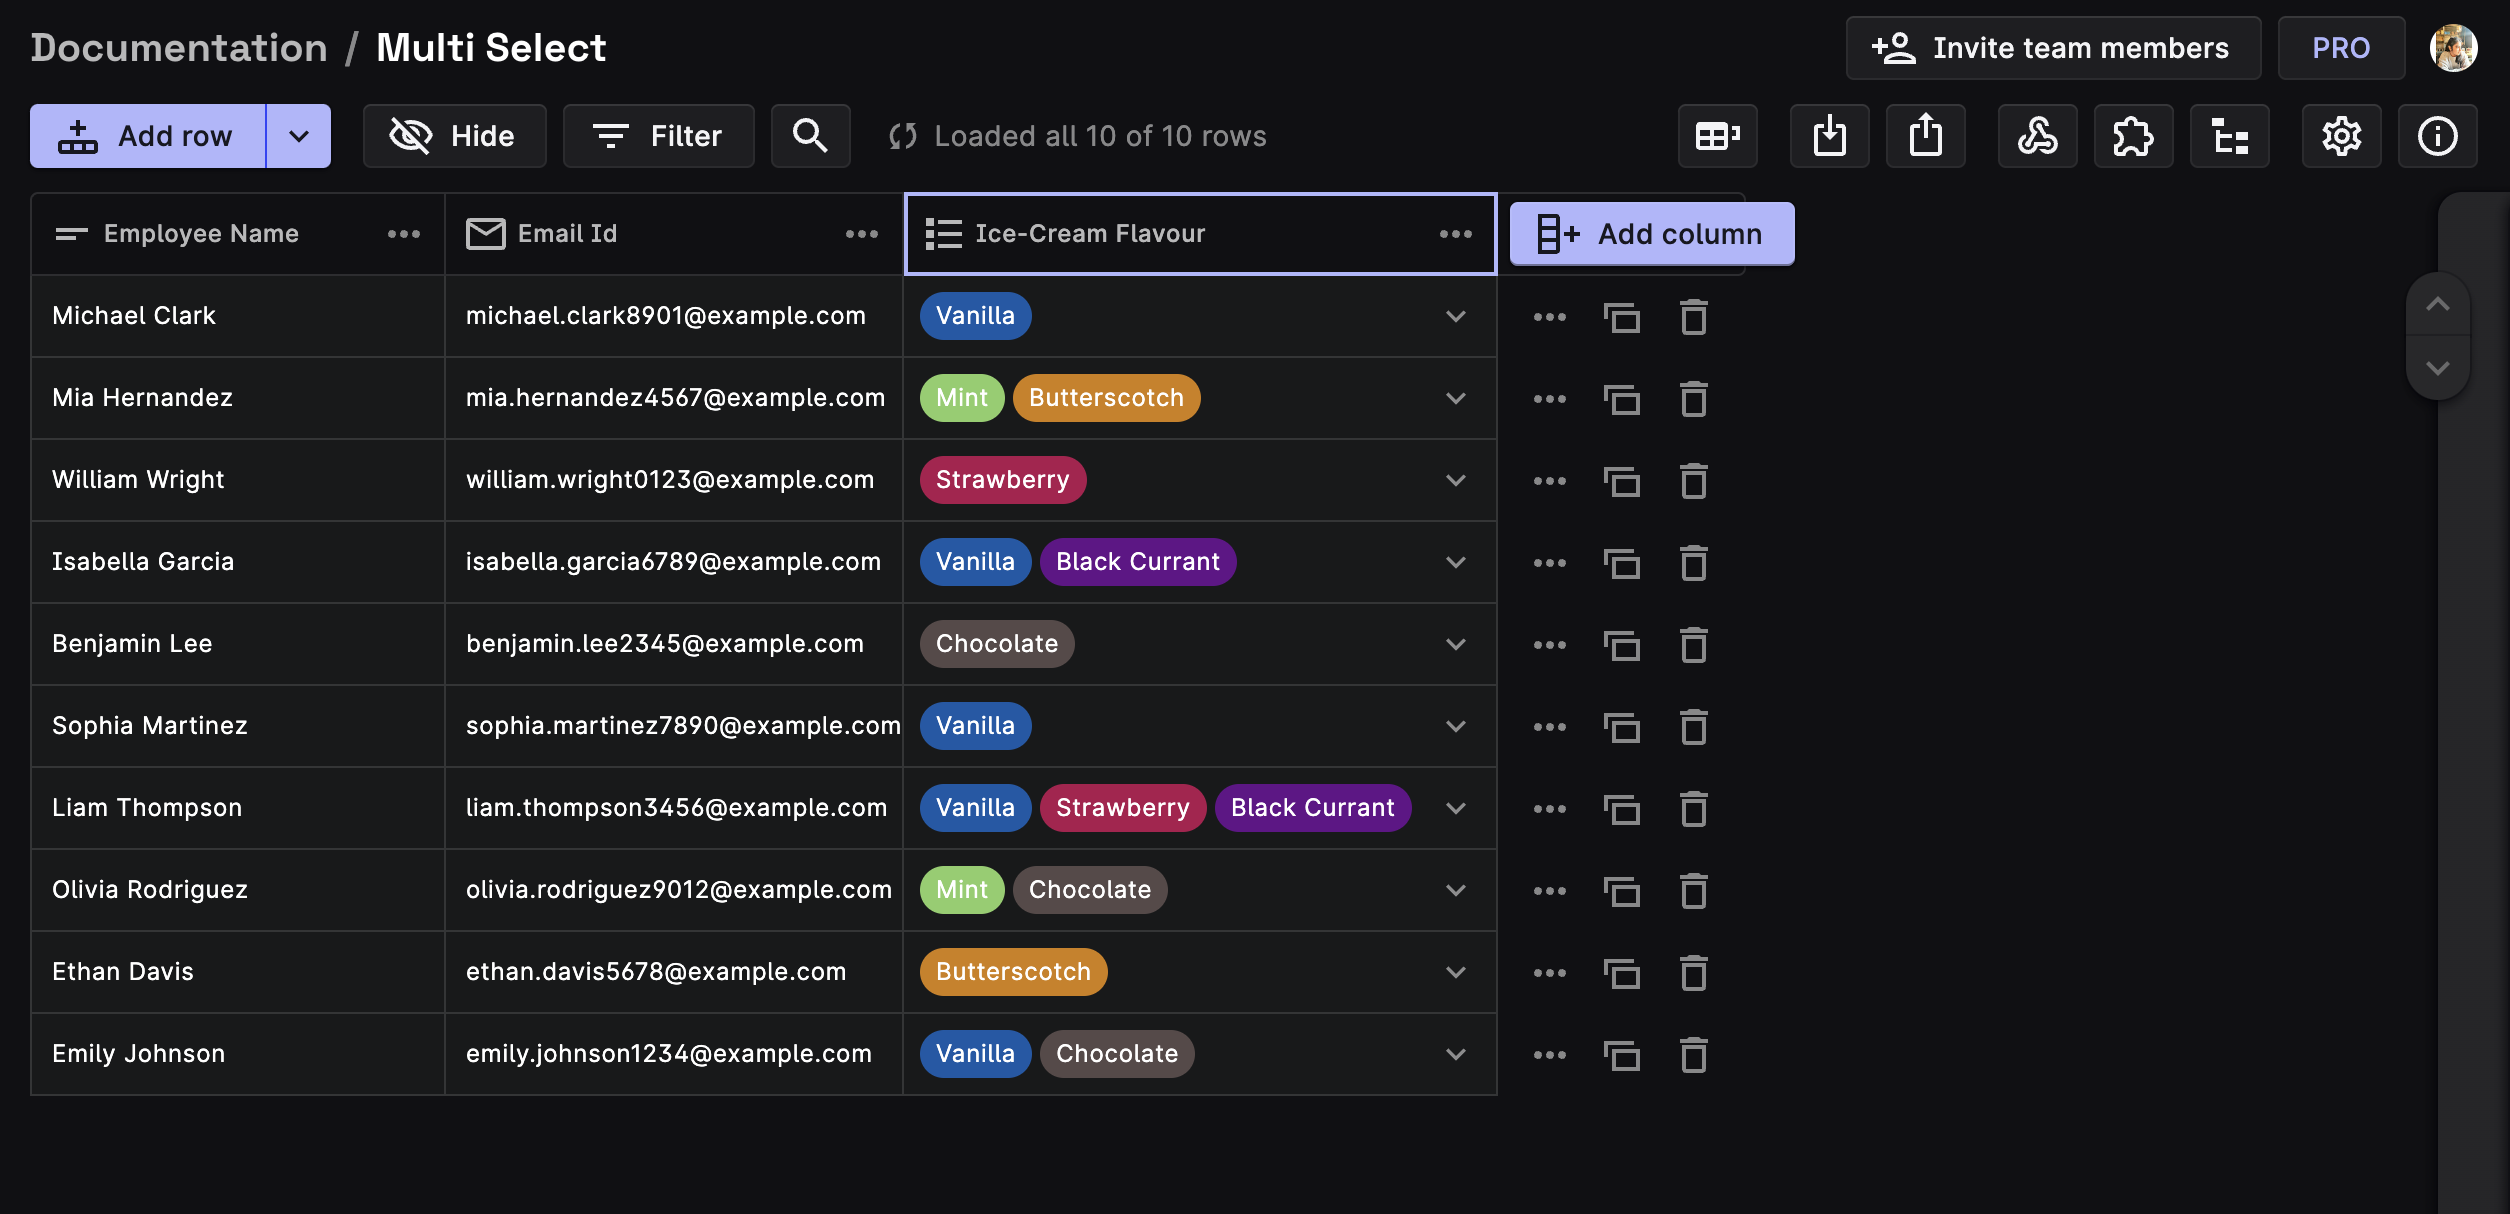 Documentation / Multi Select
Invite team members
PRO
Add row
Hide
Filter
Loaded all 10 of 10 rows
Employee Name Email Id Ice-Cream Flavour Add column
Michael Clark michael.clark8901@example.com Vanilla
Mia Hernandez mia.hernandez4567@example.com Mint Butterscotch
William Wright william.wright0123@example.com Strawberry
Isabella Garcia isabella.garcia6789@example.com Vanilla Black Currant
Benjamin Lee benjamin.lee2345@example.com Chocolate
Sophia Martinez sophia.martinez7890@example.com Vanilla
Liam Thompson liam.thompson3456@example.com Vanilla Strawberry Black Currant
Olivia Rodriguez olivia.rodriguez9012@example.com Mint Chocolate
Ethan Davis ethan.davis5678@example.com Butterscotch
Emily Johnson emily.johnson1234@example.com Vanilla Chocolate